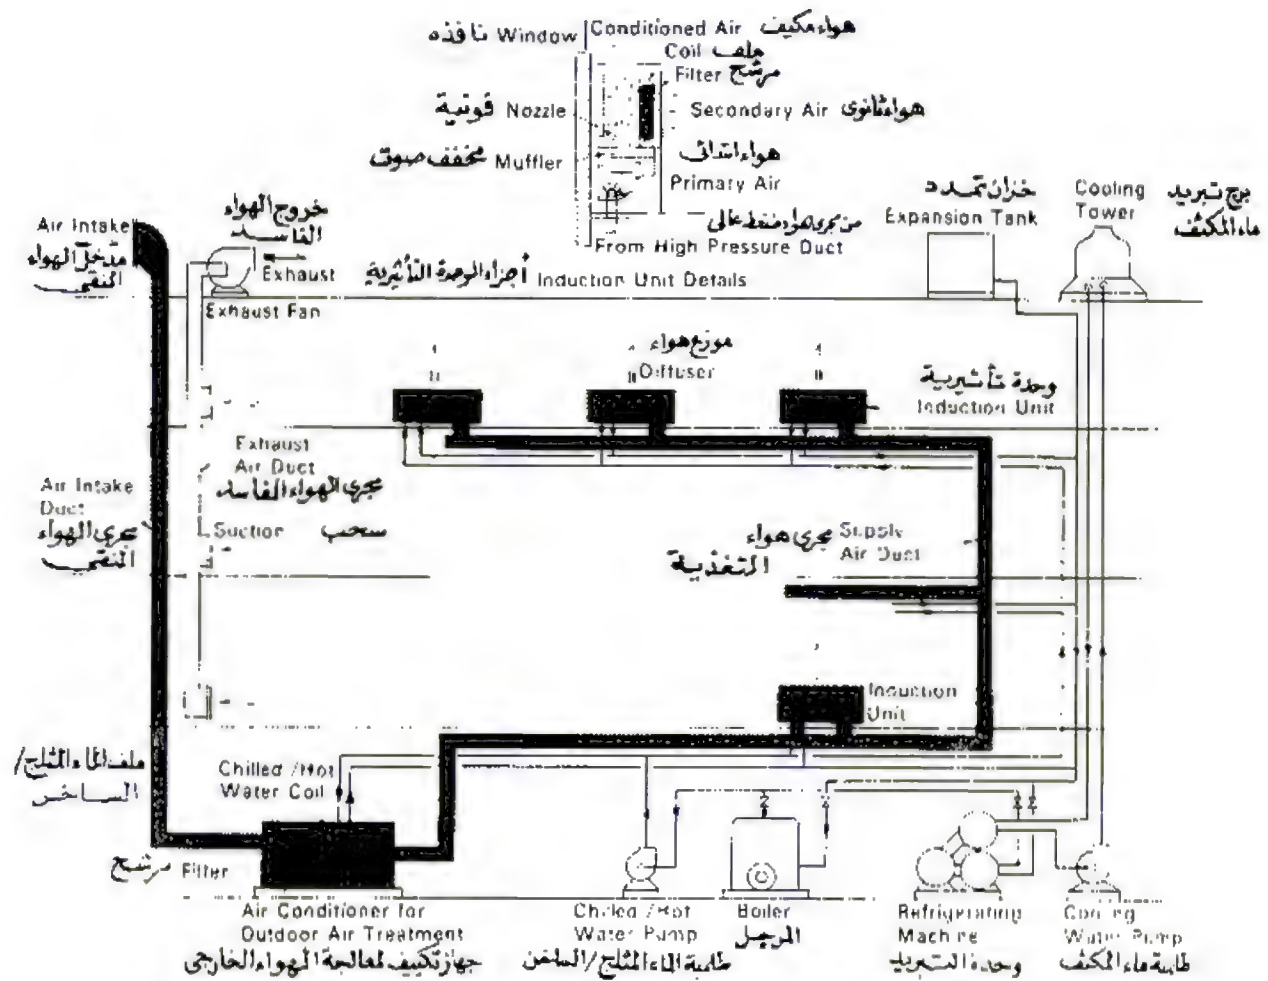 نافذه Window
Conditioned Air هواء مكيف
Coil ملف
Filter مرشح
فونية Nozzle
Secondary Air هواء ثانوى
مخفف صوت Muffler
هواء ابتدائى
Primary Air
من مجرى هواء ضغط عالى
From High Pressure Duct
أجزاء الوحدة التأثيرية Induction Unit Details
Air Intake
مدخل الهواء
النقى
خروج الهواء
الفاسد
Exhaust
Exhaust Fan
خزان تمدد
Expansion Tank
Cooling
Tower
برج تبريد
ماء المكثف
موزع هواء
Diffuser
وحدة تأثيرية
Induction Unit
Exhaust
Air Duct
مجرى الهواء الفاسد
Air Intake
Duct
مجرى الهواء
النقى
Suction سحب
مجرى هواء
التغذية
Supply
Air Duct
Induction
Unit
ملف الماء المثلج/
الساخن
Chilled /Hot
Water Coil
مرشح Filter
Air Conditioner for
Outdoor Air Treatment
جهاز تكييف لمعالجة الهواء الخارجى
Chilled /Hot
Water Pump
طلمبة الماء المثلج/الساخن
Boiler
المرجل
Refrigerating
Machine
وحدة التبريد
Cooling
Water Pump
طلمبة ماء المكثف